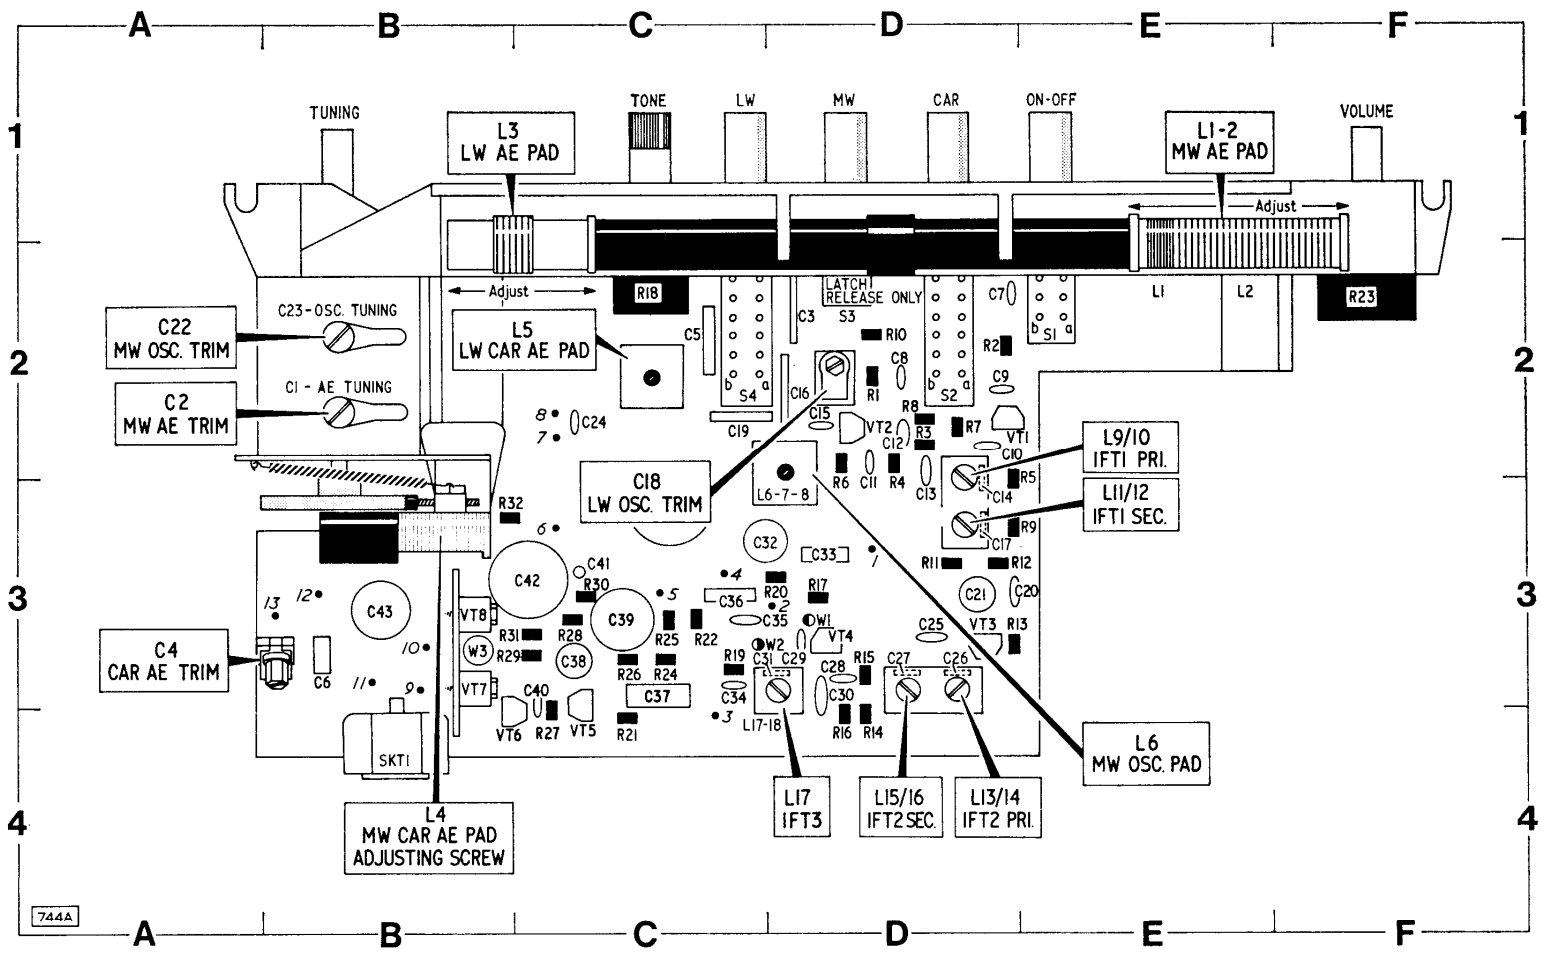 A B C D E F
TUNING
TONE
LW
MW
CAR
ON-OFF
VOLUME
1
1
L3
LW AE PAD
L1-2
MW AE PAD
Adjust
Adjust
R18
LATCH
RELEASE ONLY
S3
C7
L1
L2
R23
C23-OSC. TUNING
C22
MW OSC. TRIM
L5
LW CAR AE PAD
C5
C3
R10
S1
b a
R2
2
2
C1 - AE TUNING
C2
MW AE TRIM
b a
S4
C16
R1
C8
b a
S2
C9
8
7
C24
C19
C15
VT2
C12
R8
R3
R7
VT1
C10
L9/10
IFT1 PRI.
C18
LW OSC. TRIM
L6-7-8
R6
C11
R4
C13
C14
R5
L11/12
IFT1 SEC.
R32
6
C32
C33
1
C17
R9
R11
R12
C42
C41
R30
4
5
C36
R20
2
R17
C21
C20
3
3
13
12
C43
VT8
C39
C35
W1
R31
R28
R25
R22
W2
VT4
C25
VT3
R13
C4
CAR AE TRIM
C6
10
W3
R29
C38
R26
R24
R19
C31
C29
C28
R15
C27
C26
11
9
VT7
C40
C37
C34
C30
VT6
R27
VT5
R21
3
L17-18
R16
R14
SKT1
L6
MW OSC. PAD
L17
IFT3
L15/16
IFT2 SEC.
L13/14
IFT2 PRI.
4
4
L4
MW CAR AE PAD
ADJUSTING SCREW
744A
A B C D E F